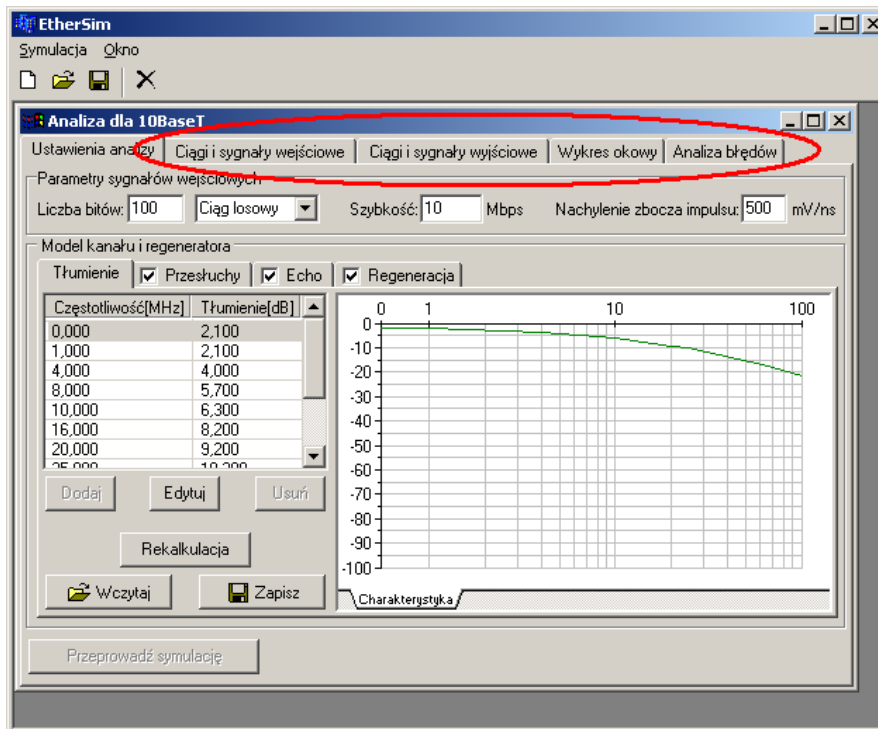 EtherSim
Symulacja Okno
Analiza dla 10BaseT
Ustawienia analizy Ciągi i sygnały wejściowe Ciągi i sygnały wyjściowe Wykres okowy Analiza błędów
Parametry sygnałów wejściowych
Liczba bitów: 100 Ciąg losowy Szybkość: 10 Mbps Nachylenie zbocza impulsu: 500 mV/ns
Model kanału i regeneratora
Tłumienie Przesłuchy Echo Regeneracja
Częstotliwość[MHz] Tłumienie[dB]
0,000 2,100
1,000 2,100
4,000 4,000
8,000 5,700
10,000 6,300
16,000 8,200
20,000 9,200
25,000 10,300
0 1 10 100
0
-10
-20
-30
-40
-50
-60
-70
-80
-90
-100
Charakterystyka
Dodaj Edytuj Usuń
Rekalkulacja
Wczytaj Zapisz
Przeprowadź symulację